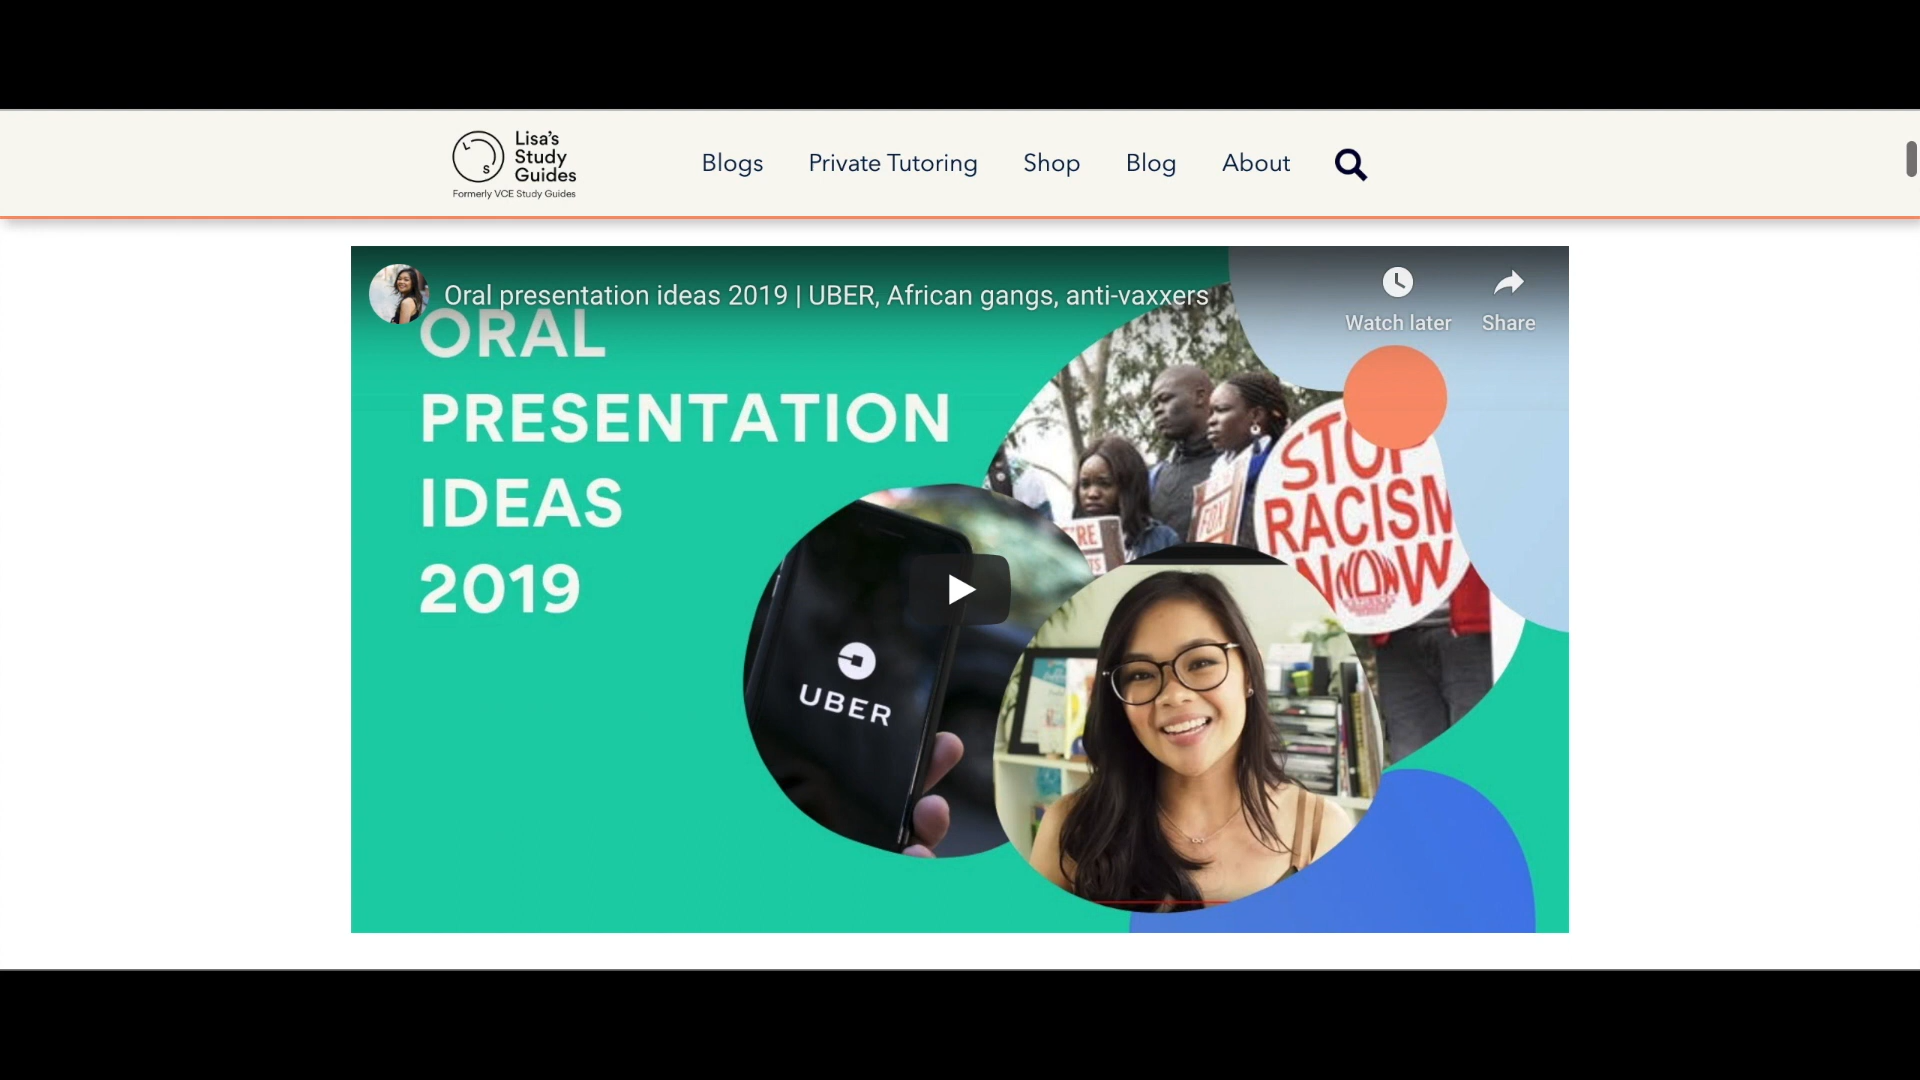 Lisa's
Study
Guides
Formerly VCE Study Guides
Blogs
Private Tutoring
Shop
Blog
About
Oral presentation ideas 2019 | UBER, African gangs, anti-vaxxers
Watch later
Share
ORAL
PRESENTATION
IDEAS
2019
STOP
RACISM
NOW
FOX
UBER